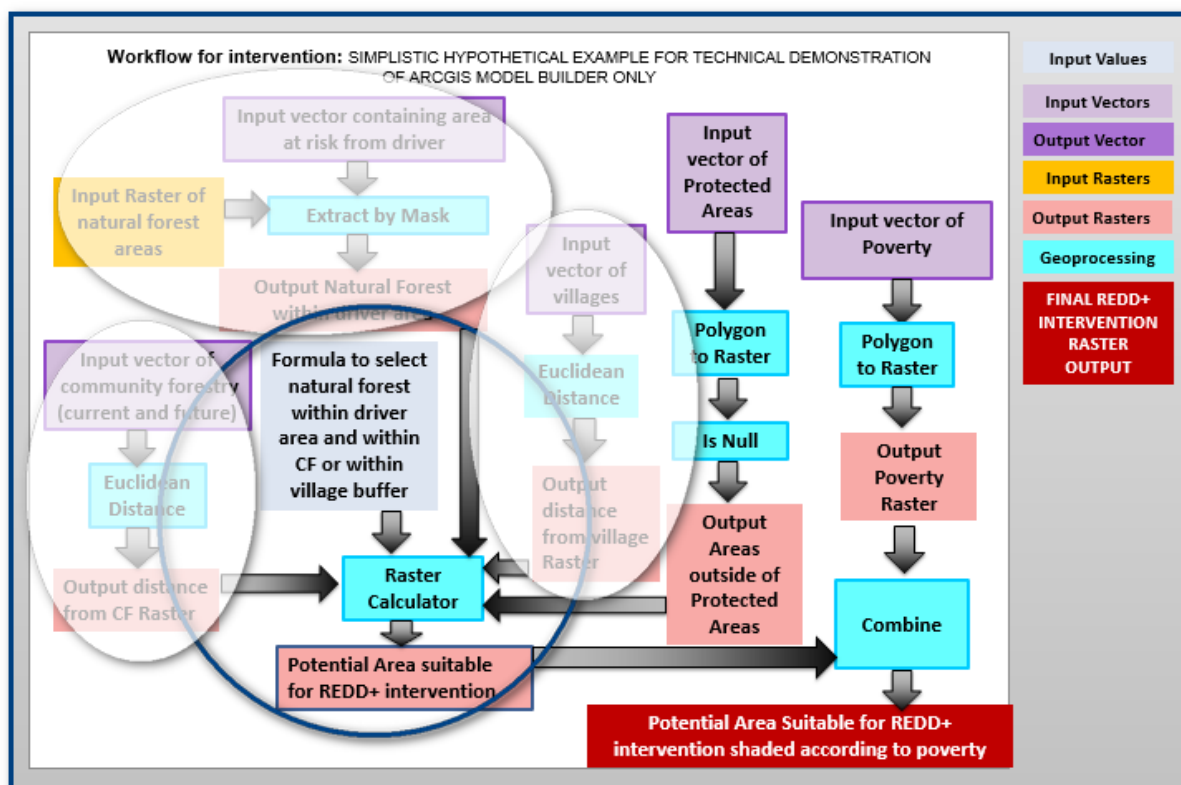 Workflow for intervention: SIMPLISTIC HYPOTHETICAL EXAMPLE FOR TECHNICAL DEMONSTRATION
OF ARCGIS MODEL BUILDER ONLY
Input vector containing area
at risk from driver
Input Raster of
natural forest
areas
Extract by Mask
Output Natural Forest
within driver area
Input vector of
community forestry
(current and future)
Euclidean
Distance
Output distance
from CF Raster
Formula to select
natural forest
within driver
area and within
CF or within
village buffer
Raster
Calculator
Potential Area suitable
for REDD+ intervention
Input
vector of
villages
Euclidean
Distance
Output
distance
from village
Raster
Input
vector of
Protected
Areas
Polygon
to Raster
Is Null
Output
Areas
outside of
Protected
Areas
Input vector of
Poverty
Polygon
to Raster
Output
Poverty
Raster
Combine
Potential Area Suitable for REDD+
intervention shaded according to poverty
Input Values
Input Vectors
Output Vector
Input Rasters
Output Rasters
Geoprocessing
FINAL REDD+
INTERVENTION
RASTER
OUTPUT